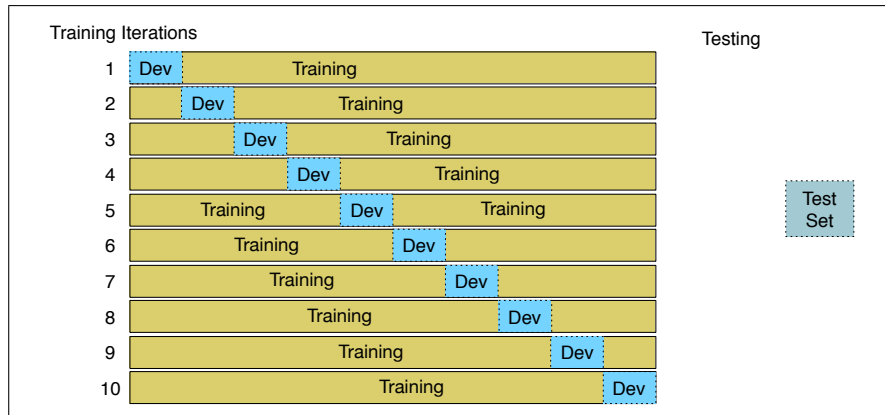 Training Iterations
Testing
1 Dev Training
2 Dev Training
3 Dev Training
4 Dev Training
5 Training Dev Training
6 Training Dev
7 Training Dev
8 Training Dev
9 Training Dev
10 Training Dev
Test
Set